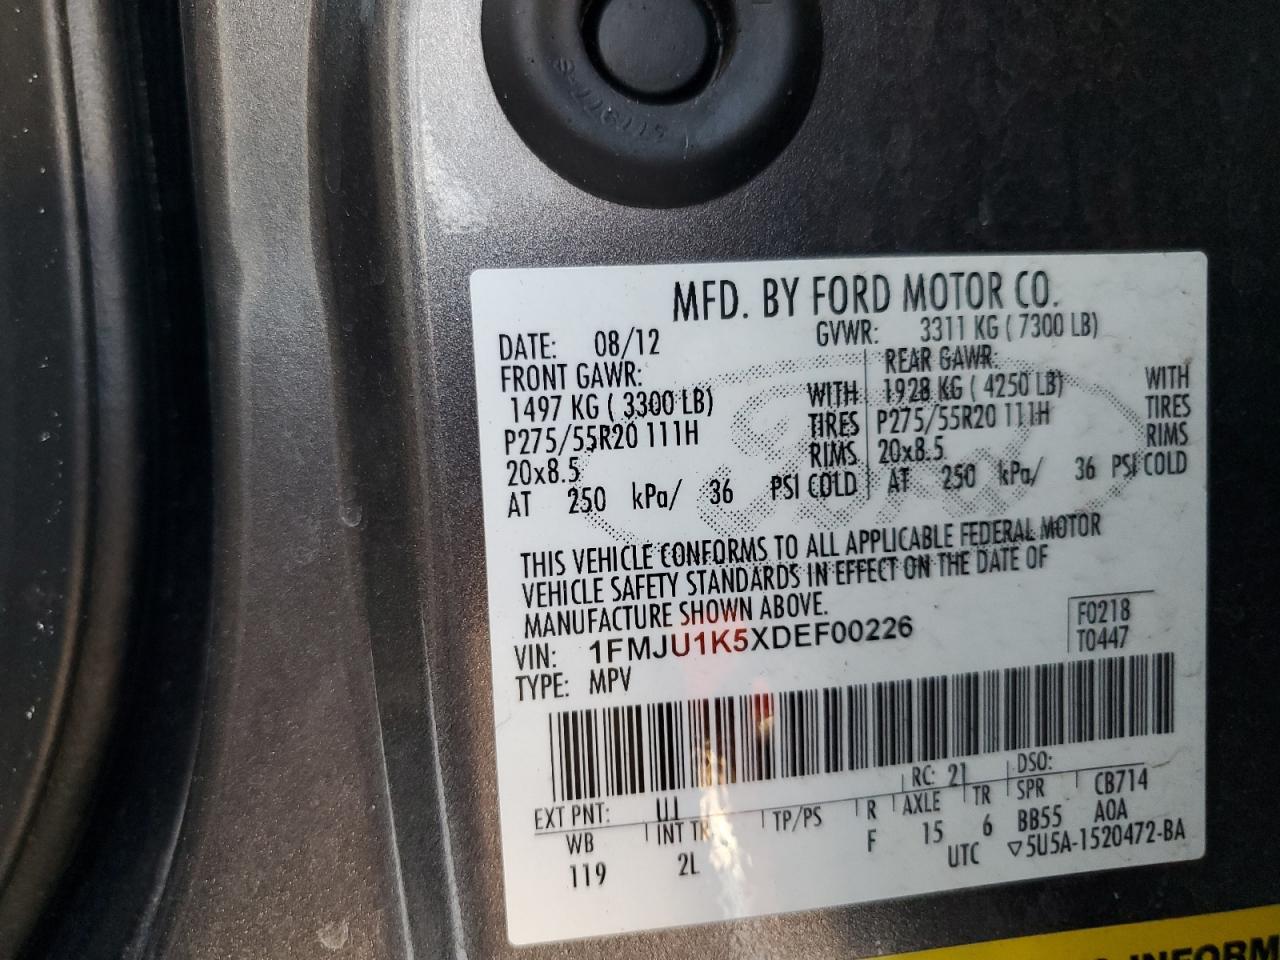 MFD. BY FORD MOTOR CO.
DATE: 08/12 GVWR: 3311 KG ( 7300 LB)
FRONT GAWR: REAR GAWR:
1497 KG ( 3300 LB) WITH 1928 KG ( 4250 LB) WITH
P275/55R20 111H TIRES P275/55R20 111H TIRES
20x8.5 RIMS 20x8.5 RIMS
AT 250 kPa/ 36 PSI COLD AT 250 kPa/ 36 PSI COLD
THIS VEHICLE CONFORMS TO ALL APPLICABLE FEDERAL MOTOR
VEHICLE SAFETY STANDARDS IN EFFECT ON THE DATE OF
MANUFACTURE SHOWN ABOVE.
F0218
VIN: 1FMJU1K5XDEF00226 T0447
TYPE: MPV
EXT PNT: UJ RC: 21 DSO:
WB INT TR TP/PS R AXLE TR SPR CB714
119 2L F 15 6 BB55 AOA
UTC ▽5U5A-1520472-BA